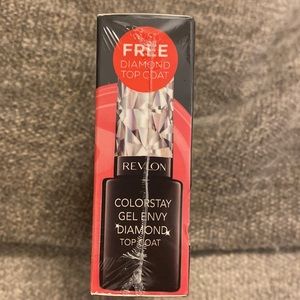 FREE
DIAMOND
TOP COAT
REVLON
COLORSTAY
GEL ENVY
DIAMOND
TOP COAT